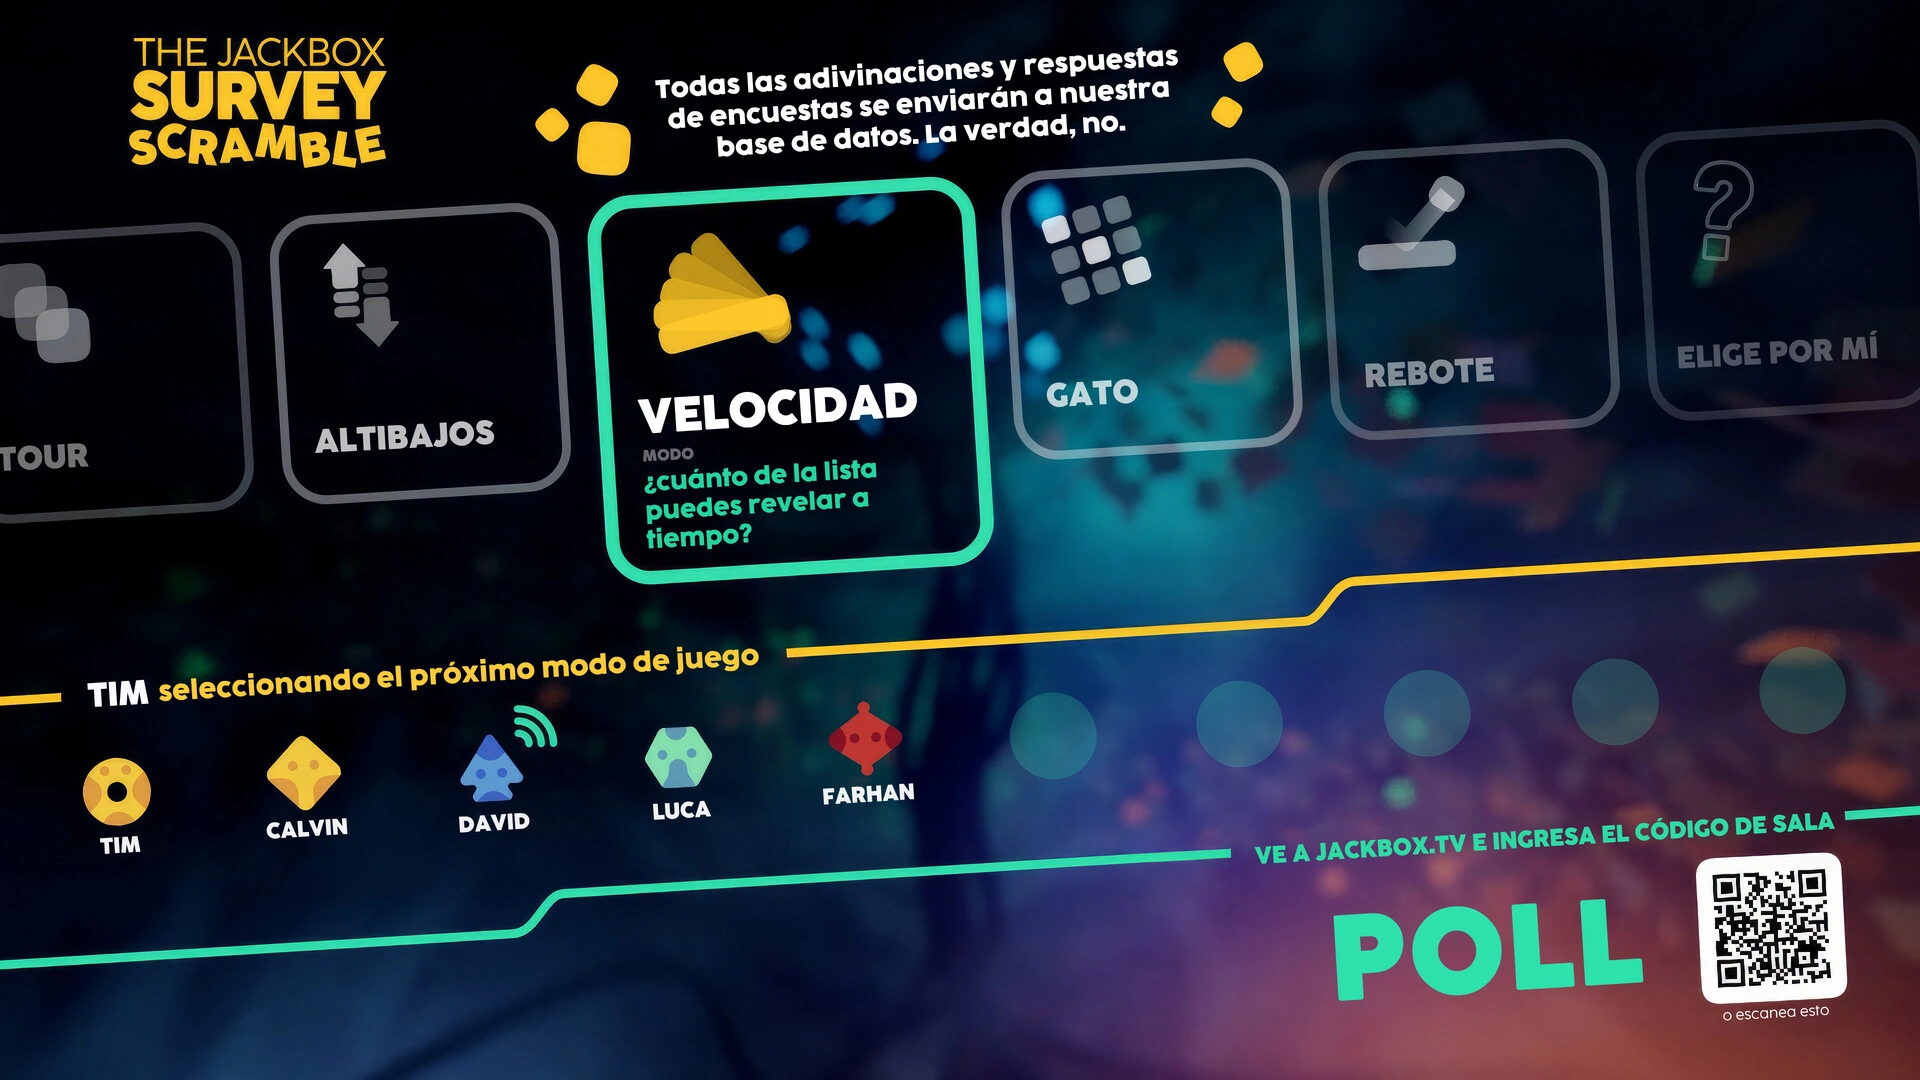 THE JACKBOX
SURVEY
SCRAMBLE
Todas las adivinaciones y respuestas
de encuestas se enviarán a nuestra
base de datos. La verdad, no.
TOUR
ALTIBAJOS
VELOCIDAD
MODO
¿cuánto de la lista
puedes revelar a
tiempo?
GATO
REBOTE
ELIGE POR MÍ
TIM seleccionando el próximo modo de juego
TIM
CALVIN
DAVID
LUCA
FARHAN
VE A JACKBOX.TV E INGRESA EL CÓDIGO DE SALA
POLL
o escanea esto